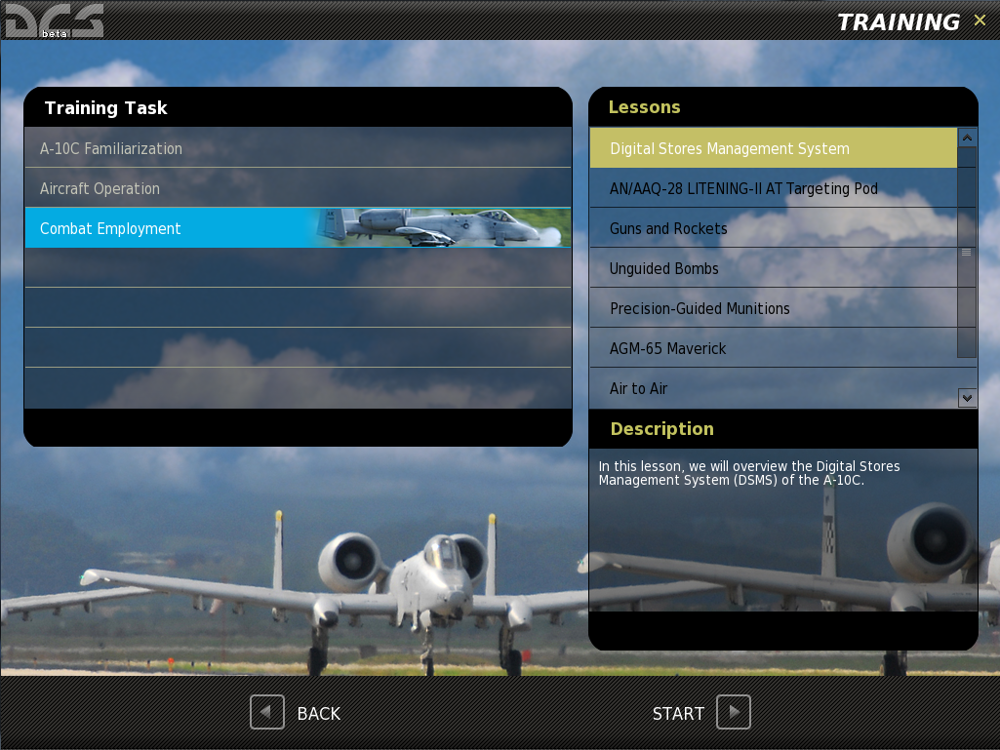 DCS
beta
TRAINING
Training Task
A-10C Familiarization
Aircraft Operation
Combat Employment
Lessons
Digital Stores Management System
AN/AAQ-28 LITENING-II AT Targeting Pod
Guns and Rockets
Unguided Bombs
Precision-Guided Munitions
AGM-65 Maverick
Air to Air
Description
In this lesson, we will overview the Digital Stores
Management System (DSMS) of the A-10C.
BACK
START